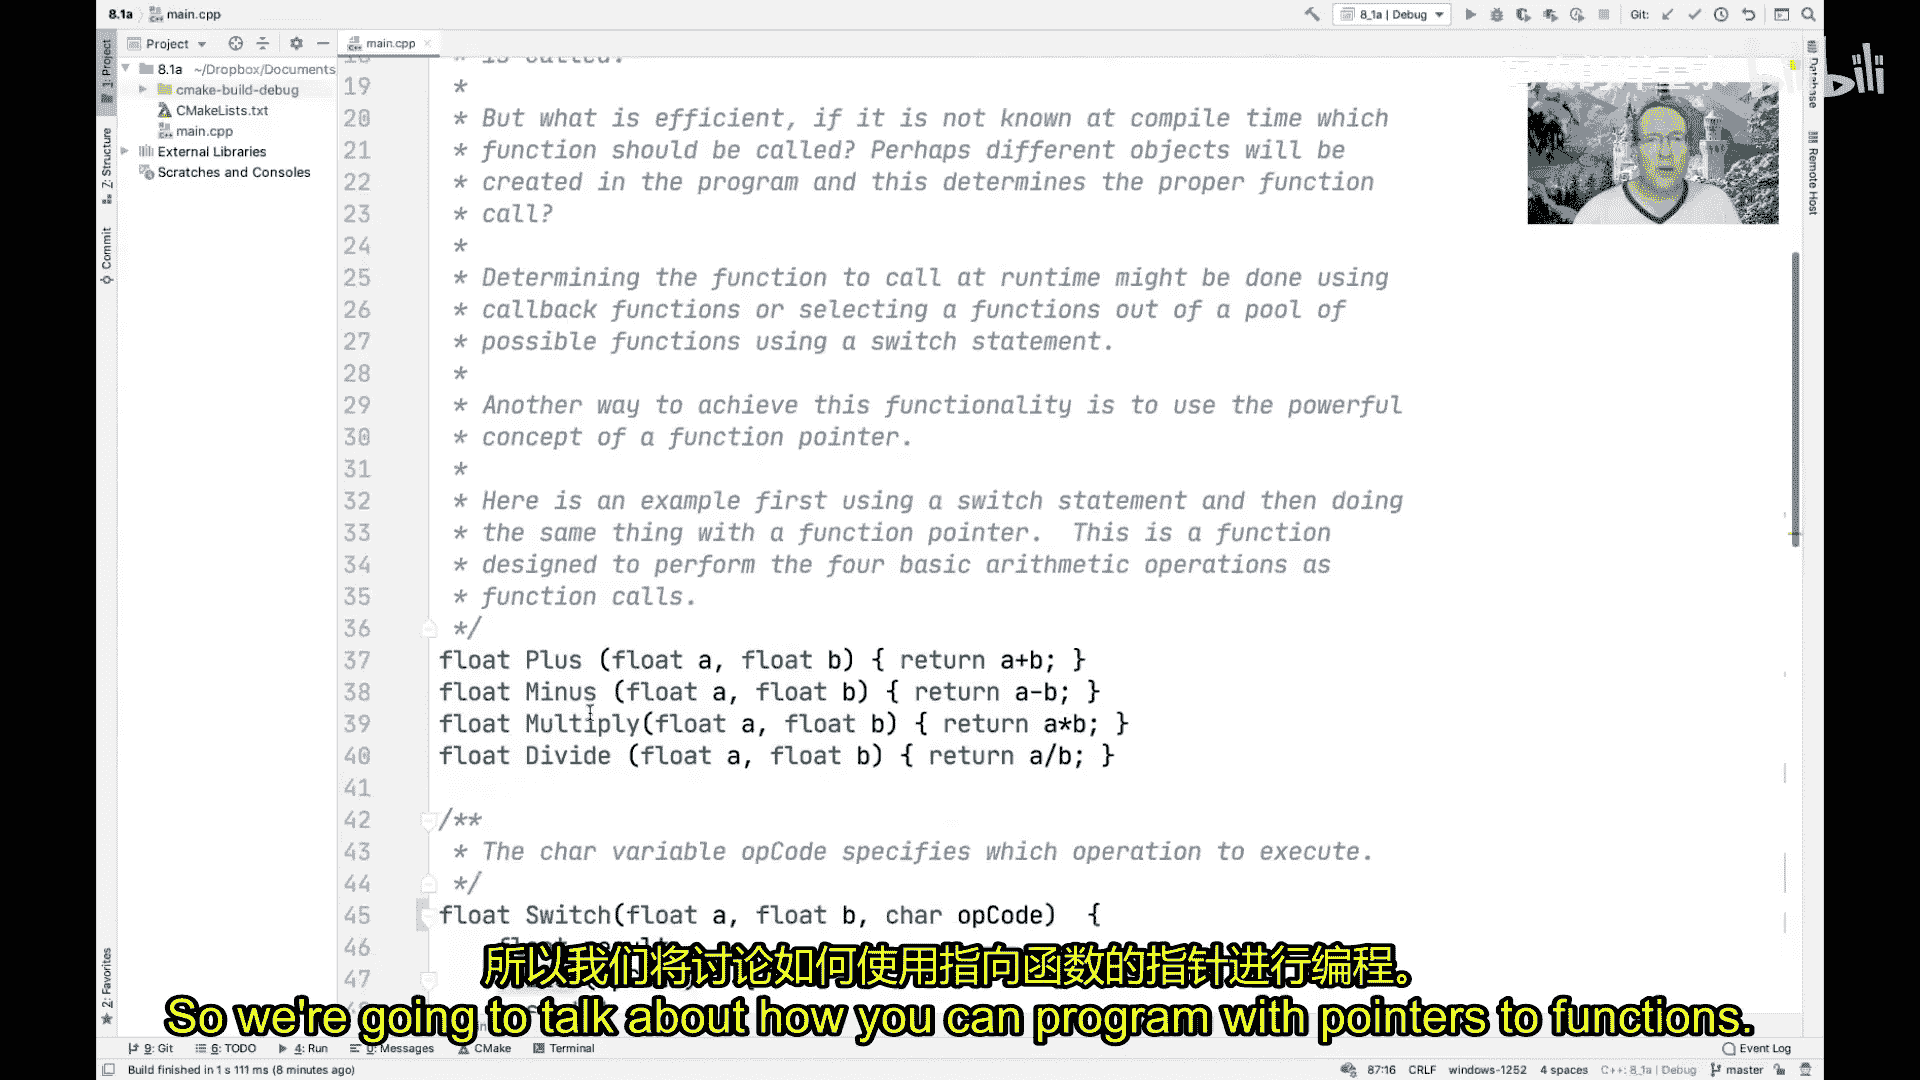 8.1a
main.cpp
8_1a | Debug
Git:
Project
main.cpp
1: Project
Z: Structure
Commit
2: Favorites
Database
Remote Host
8.1a ~/Dropbox/Documents
cmake-build-debug
CMakeLists.txt
main.cpp
External Libraries
Scratches and Consoles
bilibili
19 *
20 * But what is efficient, if it is not known at compile time which
21 * function should be called? Perhaps different objects will be
22 * created in the program and this determines the proper function
23 * call?
24 *
25 * Determining the function to call at runtime might be done using
26 * callback functions or selecting a functions out of a pool of
27 * possible functions using a switch statement.
28 *
29 * Another way to achieve this functionality is to use the powerful
30 * concept of a function pointer.
31 *
32 * Here is an example first using a switch statement and then doing
33 * the same thing with a function pointer.  This is a function
34 * designed to perform the four basic arithmetic operations as
35 * function calls.
36 */
37 float Plus (float a, float b) { return a+b; }
38 float Minus (float a, float b) { return a-b; }
39 float Multiply(float a, float b) { return a*b; }
40 float Divide (float a, float b) { return a/b; }
41
42 /**
43 * The char variable opCode specifies which operation to execute.
44 */
45 float Switch(float a, float b, char opCode)  {
46
47
所以我们将讨论如何使用指向函数的指针进行编程。
So we're going to talk about how you can program with pointers to functions.
9: Git 6: TODO 4: Run 0: Messages CMake Terminal Event Log
Build finished in 1 s 111 ms (8 minutes ago) 87:16 CRLF windows-1252 4 spaces C++: 8_1a | Debug master